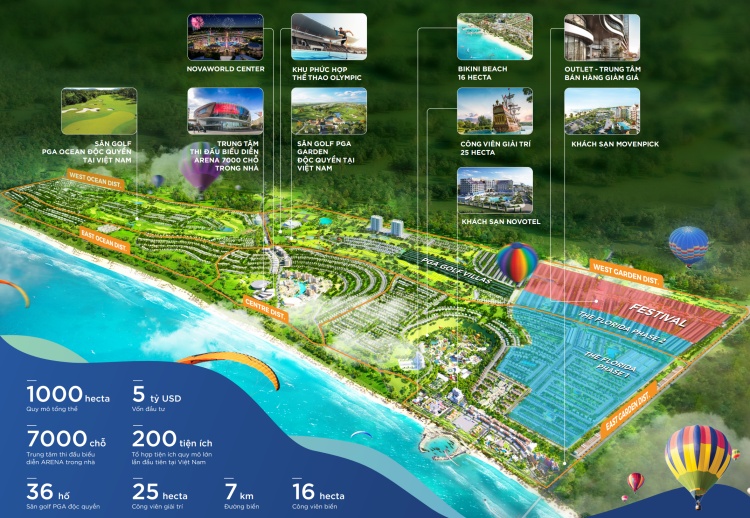 NOVAWORLD CENTER
KHU PHỨC HỢP
THỂ THAO OLYMPIC
BIKINI BEACH
16 HECTA
OUTLET - TRUNG TÂM
BÁN HÀNG GIẢM GIÁ
SÂN GOLF
PGA OCEAN ĐỘC QUYỀN
TẠI VIỆT NAM
TRUNG TÂM
THI ĐẤU BIỂU DIỄN
ARENA 7000 CHỖ
TRONG NHÀ
SÂN GOLF PGA
GARDEN
ĐỘC QUYỀN TẠI
VIỆT NAM
CÔNG VIÊN GIẢI TRÍ
25 HECTA
KHÁCH SẠN MOVENPICK
KHÁCH SẠN NOVOTEL
WEST OCEAN DIST.
EAST OCEAN DIST.
CENTRE DIST.
PGA GOLF VILLAS
WEST GARDEN DIST.
FESTIVAL
THE FLORIDA PHASE 2
THE FLORIDA
PHASE 1
EAST GARDEN DIST.
1000 hecta
Quy mô tổng thể
5 tỷ USD
Vốn đầu tư
7000 chỗ
Trung tâm thi đấu biểu
diễn ARENA trong nhà
200 tiện ích
Tổ hợp tiện ích quy mô lớn
lần đầu tiên tại Việt Nam
36 hố
Sân golf PGA độc quyền
25 hecta
Công viên giải trí
7 km
Đường biển
16 hecta
Công viên biển